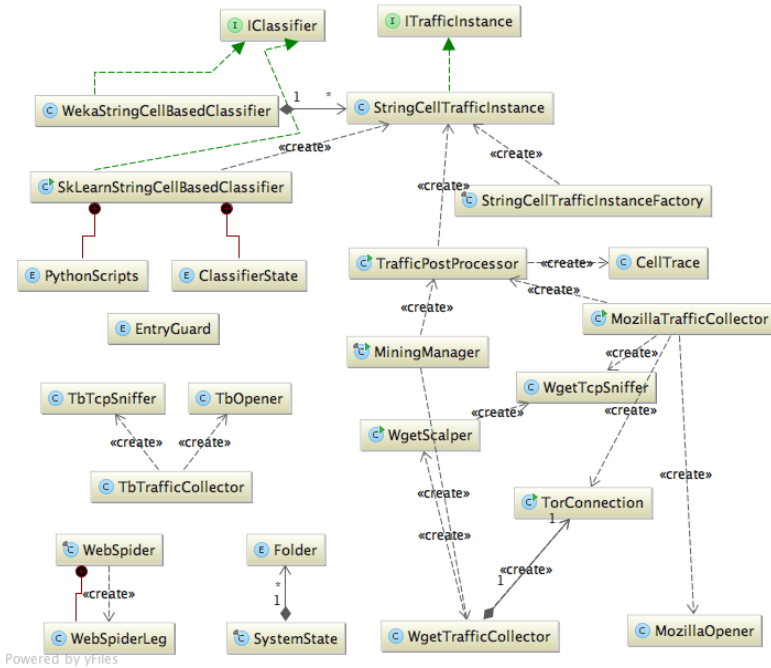 I IClassifier
I ITrafficInstance
C WekaStringCellBasedClassifier
1
*
C StringCellTrafficInstance
«create»
C SkLearnStringCellBasedClassifier
«create»
C StringCellTrafficInstanceFactory
E PythonScripts
E ClassifierState
C TrafficPostProcessor
«create»
C CellTrace
«create»
E EntryGuard
«create»
C MozillaTrafficCollector
C MiningManager
«create»
C TbTcpSniffer
C TbOpener
C WgetTcpSniffer
«create»
«create»
C WgetScalper
«create»
«create»
«create»
C TbTrafficCollector
«create»
«create»
C TorConnection
1
«create»
C WebSpider
E Folder
«create»
1
«create»
*
1
C WebSpiderLeg
C SystemState
C WgetTrafficCollector
C MozillaOpener
Powered by yFiles